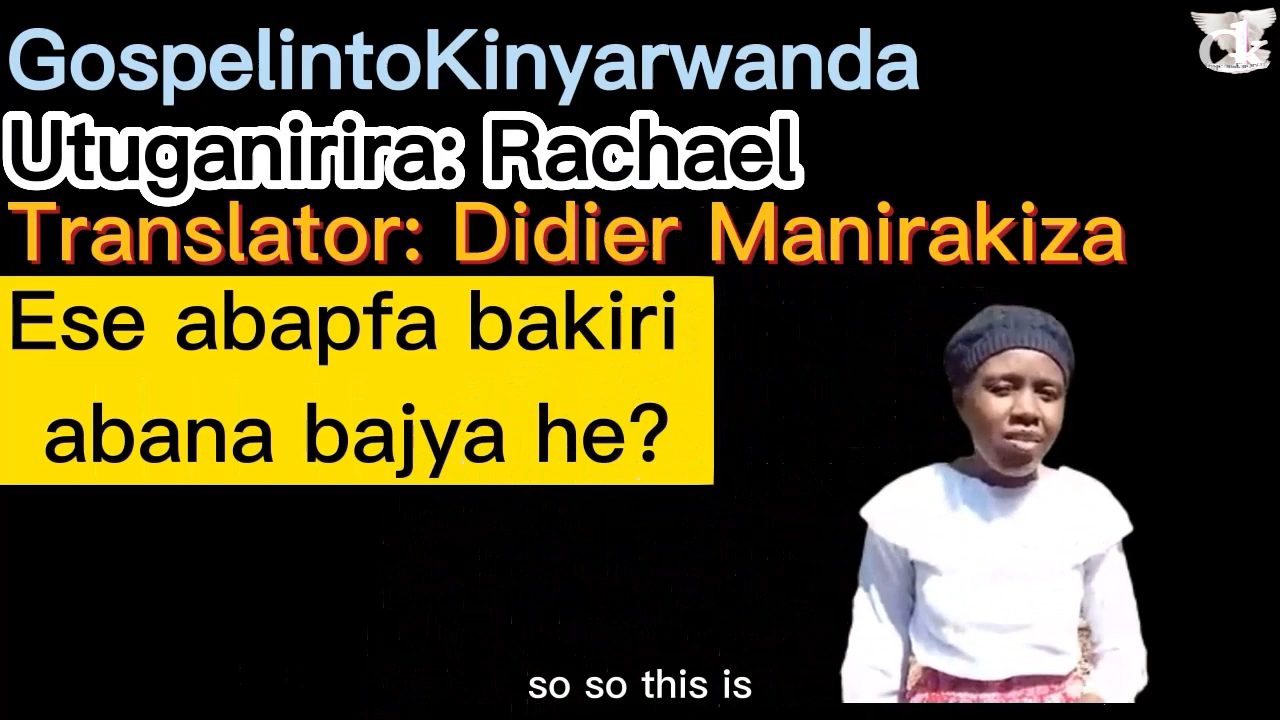 GospelintoKinyarwanda
Utuganirira: Rachael
Translator: Didier Manirakiza
Ese abapfa bakiri
abana bajya he?
so so this is